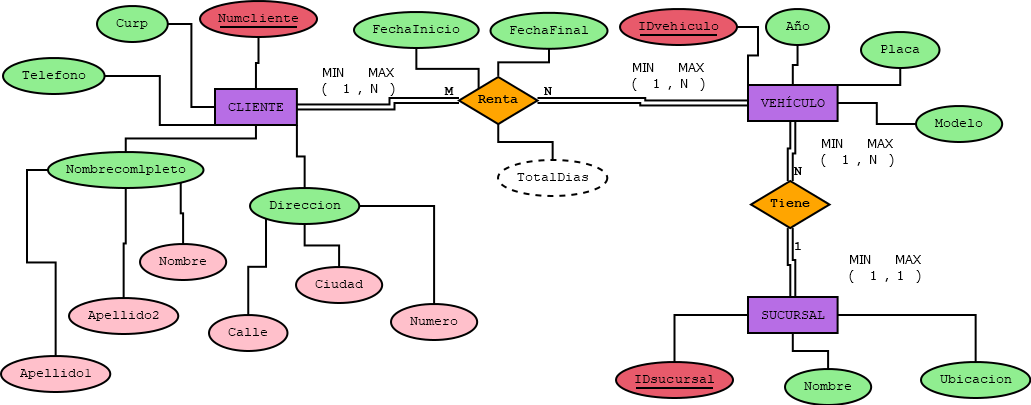 Curp
Numcliente
FechaInicio
FechaFinal
IDvehiculo
Año
Placa
Telefono
MIN MAX
( 1 , N )
MIN MAX
( 1 , N )
CLIENTE
M
Renta
N
VEHÍCULO
Modelo
MIN MAX
( 1 , N )
Nombrecomlpleto
TotalDias
N
Direccion
Tiene
Nombre
1
MIN MAX
( 1 , 1 )
Ciudad
Apellido2
Calle
Numero
SUCURSAL
Apellido1
IDsucursal
Nombre
Ubicacion